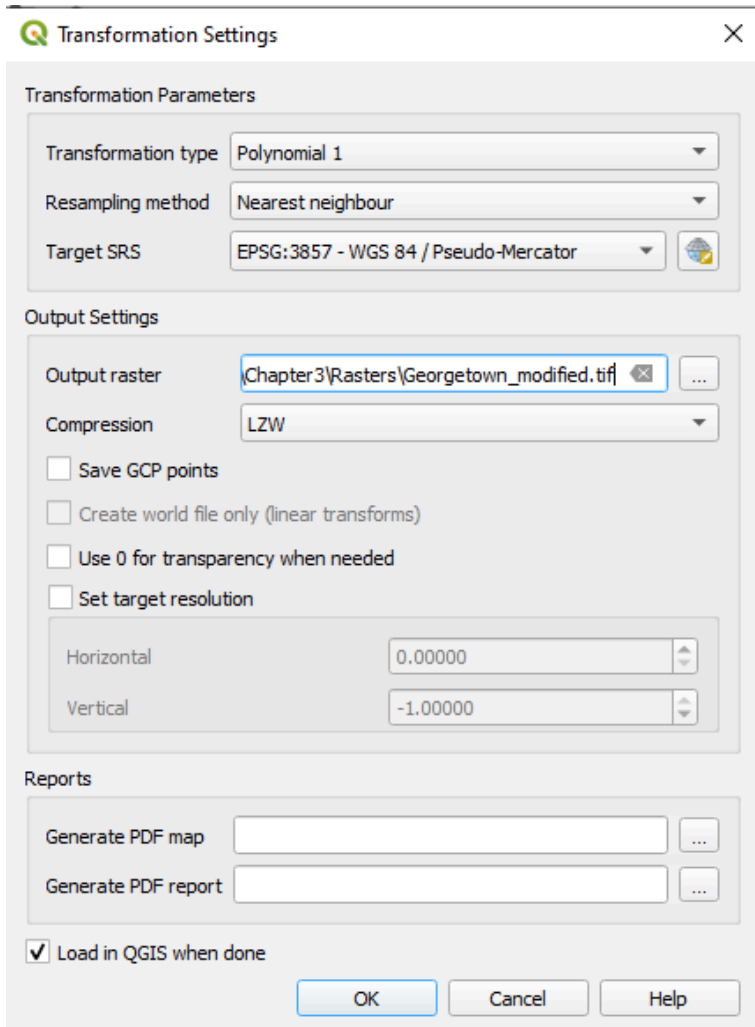 Transformation Settings
Transformation Parameters
Transformation type Polynomial 1
Resampling method Nearest neighbour
Target SRS EPSG:3857 - WGS 84 / Pseudo-Mercator
Output Settings
Output raster \Chapter3\Rasters\Georgetown_modified.tif ...
Compression LZW
Save GCP points
Create world file only (linear transforms)
Use 0 for transparency when needed
Set target resolution
Horizontal 0.00000
Vertical -1.00000
Reports
Generate PDF map ...
Generate PDF report ...
Load in QGIS when done
OK Cancel Help